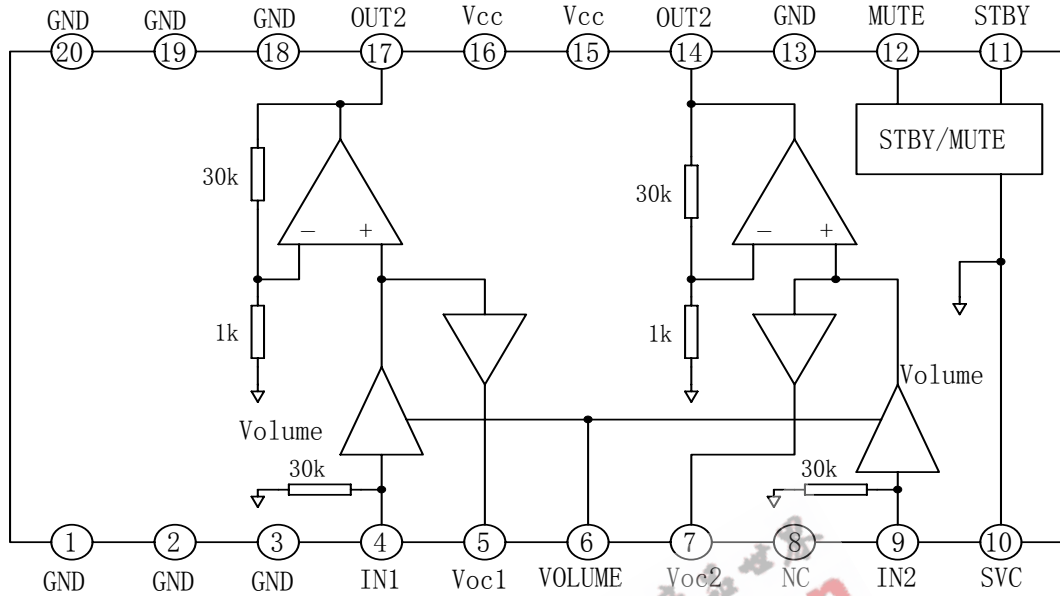 GND GND GND OUT2 Vcc Vcc OUT2 GND MUTE STBY
20 19 18 17 16 15 14 13 12 11
STBY/MUTE
30k
30k
− +
− +
1k
1k
Volume
Volume
30k
30k
1 2 3 4 5 6 7 8 9 10
GND GND GND IN1 Voc1 VOLUME Voc2 NC IN2 SVC